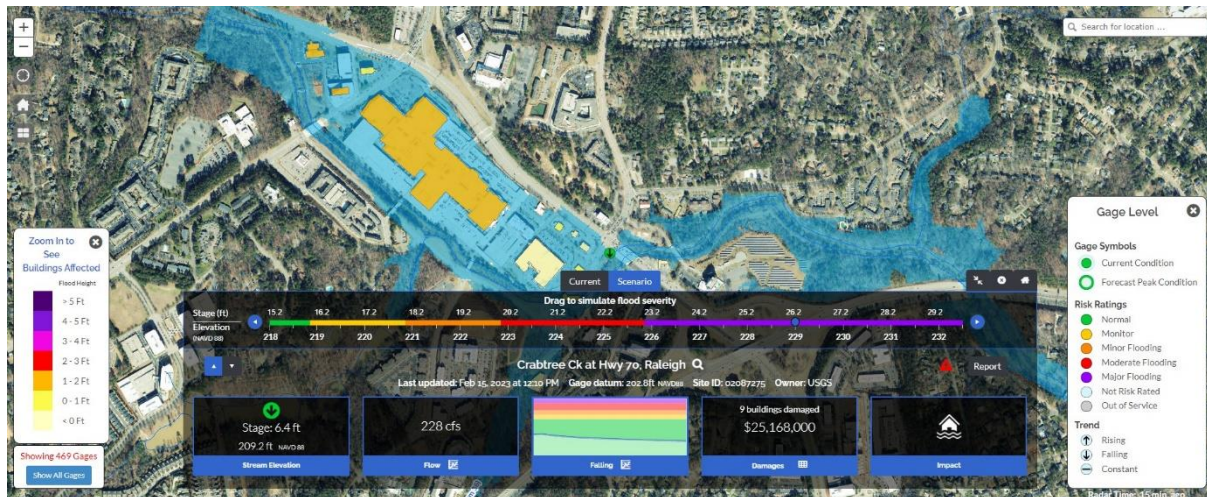 +
−
Search for location ...
Zoom In to
See
Buildings Affected
Flood Height
> 5 Ft
4 - 5 Ft
3 - 4 Ft
2 - 3 Ft
1 - 2 Ft
0 - 1 Ft
< 0 Ft
Showing 469 Gages
Show All Gages
Current Scenario
Drag to simulate flood severity
Stage (ft) 15.2 16.2 17.2 18.2 19.2 20.2 21.2 22.2 23.2 24.2 25.2 26.2 27.2 28.2 29.2
Elevation
(NAVD 88) 218 219 220 221 222 223 224 225 226 227 228 229 230 231 232
Crabtree Ck at Hwy 70, Raleigh
Report
Last updated: Feb 15, 2023 at 12:10 PM Gage datum: 202.8ft NAVD88 Site ID: 02087275 Owner: USGS
Stage: 6.4 ft
209.2 ft NAVD 88
Stream Elevation
228 cfs
Flow
Falling
9 buildings damaged
$25,168,000
Damages
Impact
Gage Level
Gage Symbols
Current Condition
Forecast Peak Condition
Risk Ratings
Normal
Monitor
Minor Flooding
Moderate Flooding
Major Flooding
Not Risk Rated
Out of Service
Trend
Rising
Falling
Constant
Radar Time: 15 min. ago